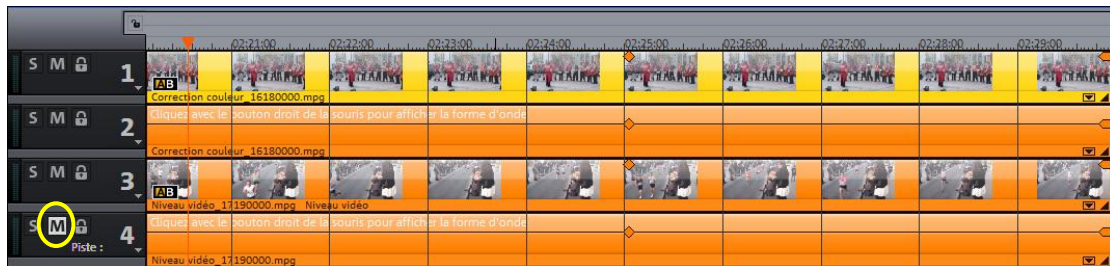 02:21:00 02:22:00 02:23:00 02:24:00 02:25:00 02:26:00 02:27:00 02:28:00 02:29:00
S M 1
AB
Correction couleur_16180000.mpg
S M 2
Cliquez avec le bouton droit de la souris pour afficher la forme d'onde
Correction couleur_16180000.mpg
S M 3
AB
Niveau vidéo_17190000.mpg Niveau vidéo
S M 4
Piste :
Cliquez avec le bouton droit de la souris pour afficher la forme d'onde
Niveau vidéo_17190000.mpg